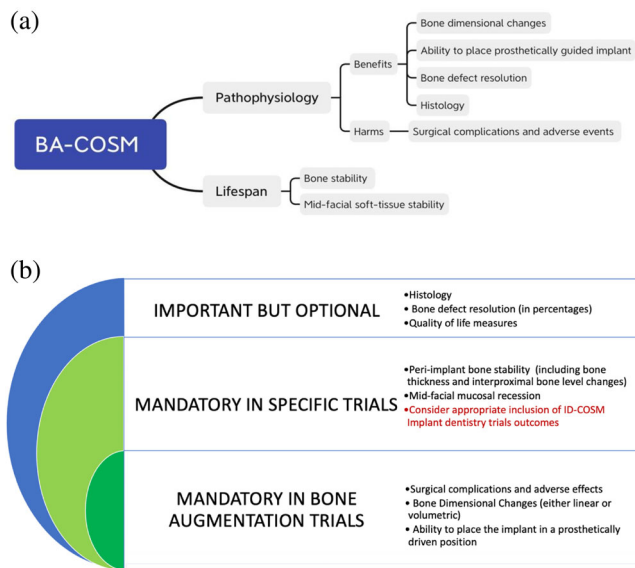 (a)
Bone dimensional changes
Ability to place prosthetically guided implant
Benefits
Bone defect resolution
Pathophysiology
Histology
BA-COSM
Harms
Surgical complications and adverse events
Bone stability
Lifespan
Mid-facial soft-tissue stability
(b)
IMPORTANT BUT OPTIONAL
•Histology
• Bone defect resolution (in percentages)
•Quality of life measures
MANDATORY IN SPECIFIC TRIALS
•Peri-implant bone stability (including bone
thickness and interproximal bone level changes)
•Mid-facial mucosal recession
•Consider appropriate inclusion of ID-COSM
Implant dentistry trials outcomes
MANDATORY IN BONE
AUGMENTATION TRIALS
•Surgical complications and adverse effects
• Bone Dimensional Changes (either linear or
volumetric)
• Ability to place the implant in a prosthetically
driven position